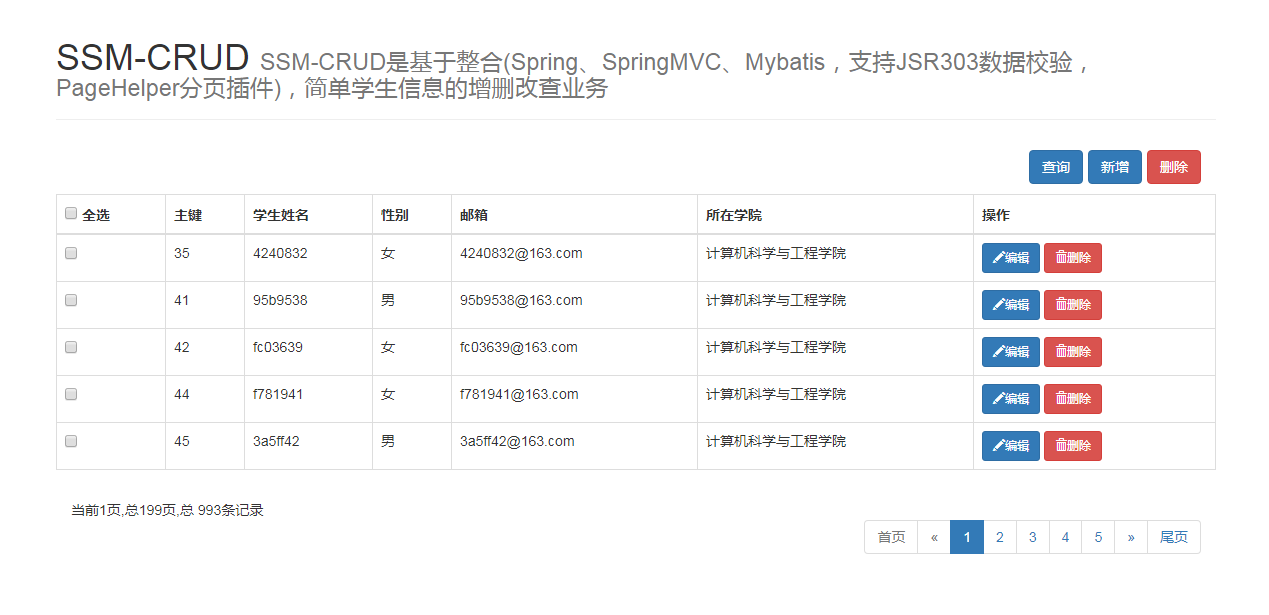 SSM-CRUD SSM-CRUD是基于整合(Spring、SpringMVC、Mybatis，支持JSR303数据校验，
PageHelper分页插件)，简单学生信息的增删改查业务
查询 新增 删除
全选 主键 学生姓名 性别 邮箱 所在学院 操作
35 4240832 女 4240832@163.com 计算机科学与工程学院 编辑 删除
41 95b9538 男 95b9538@163.com 计算机科学与工程学院 编辑 删除
42 fc03639 女 fc03639@163.com 计算机科学与工程学院 编辑 删除
44 f781941 女 f781941@163.com 计算机科学与工程学院 编辑 删除
45 3a5ff42 男 3a5ff42@163.com 计算机科学与工程学院 编辑 删除
当前1页,总199页,总 993条记录
首页 « 1 2 3 4 5 » 尾页